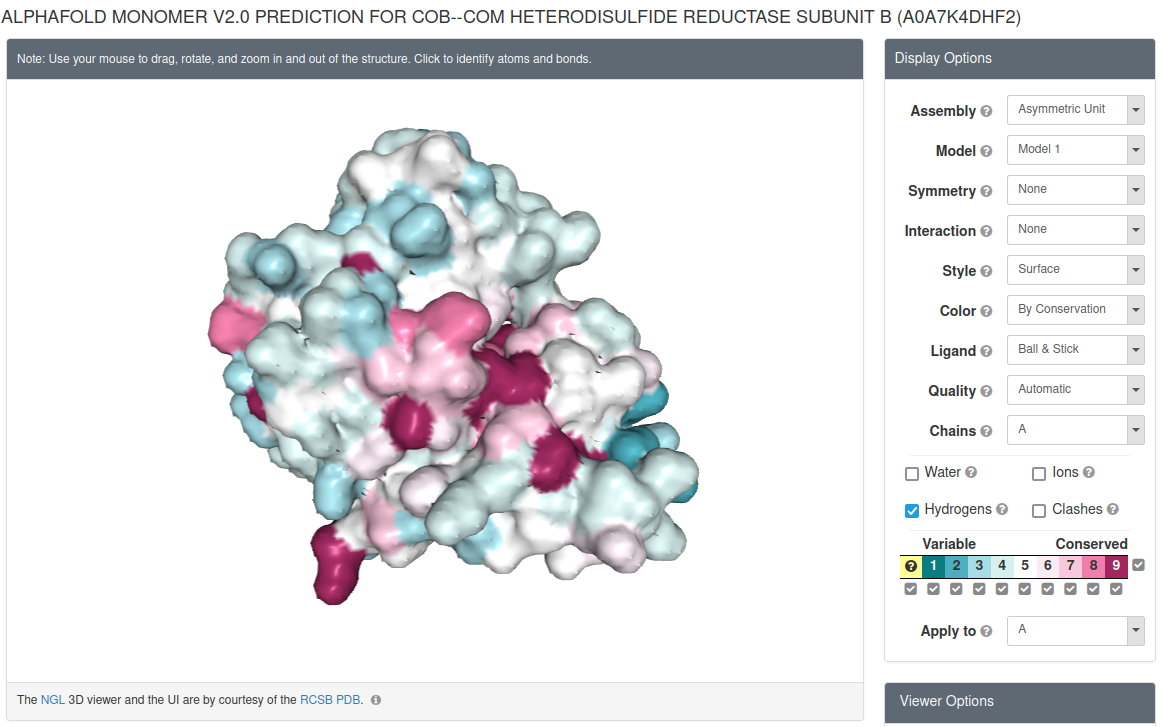 ALPHAFOLD MONOMER V2.0 PREDICTION FOR COB--COM HETERODISULFIDE REDUCTASE SUBUNIT B (A0A7K4DHF2)
Note: Use your mouse to drag, rotate, and zoom in and out of the structure. Click to identify atoms and bonds.
Display Options
Assembly ? Asymmetric Unit
Model ? Model 1
Symmetry ? None
Interaction ? None
Style ? Surface
Color ? By Conservation
Ligand ? Ball & Stick
Quality ? Automatic
Chains ? A
Water ? Ions ?
Hydrogens ? Clashes ?
Variable Conserved
? 1 2 3 4 5 6 7 8 9
Apply to ? A
The NGL 3D viewer and the UI are by courtesy of the RCSB PDB. i
Viewer Options